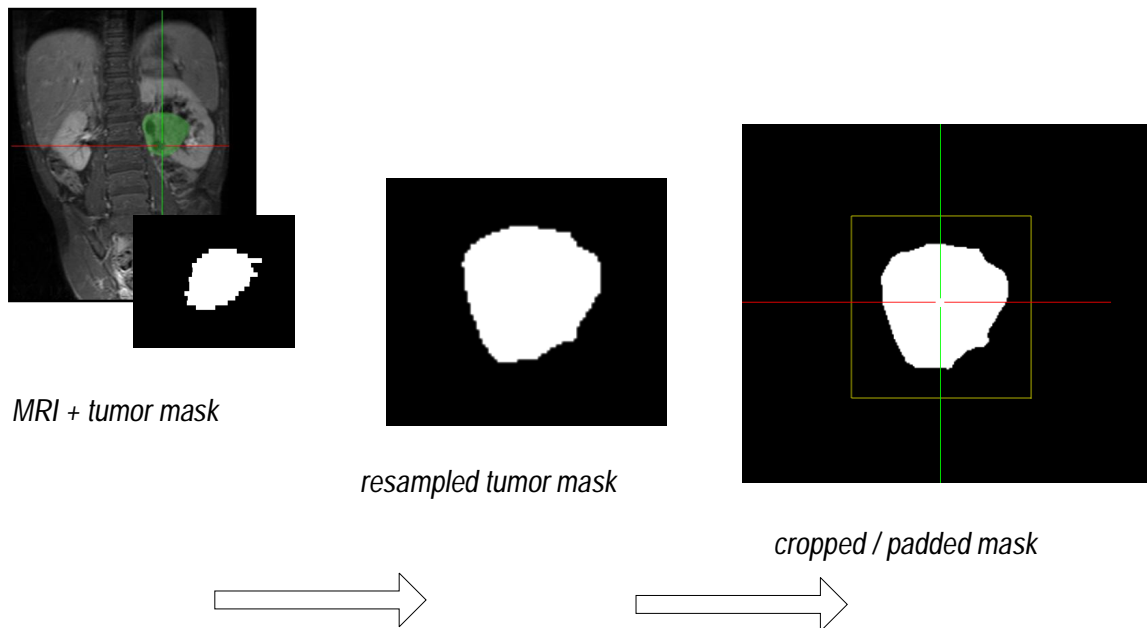 MRI + tumor mask
resampled tumor mask
cropped / padded mask